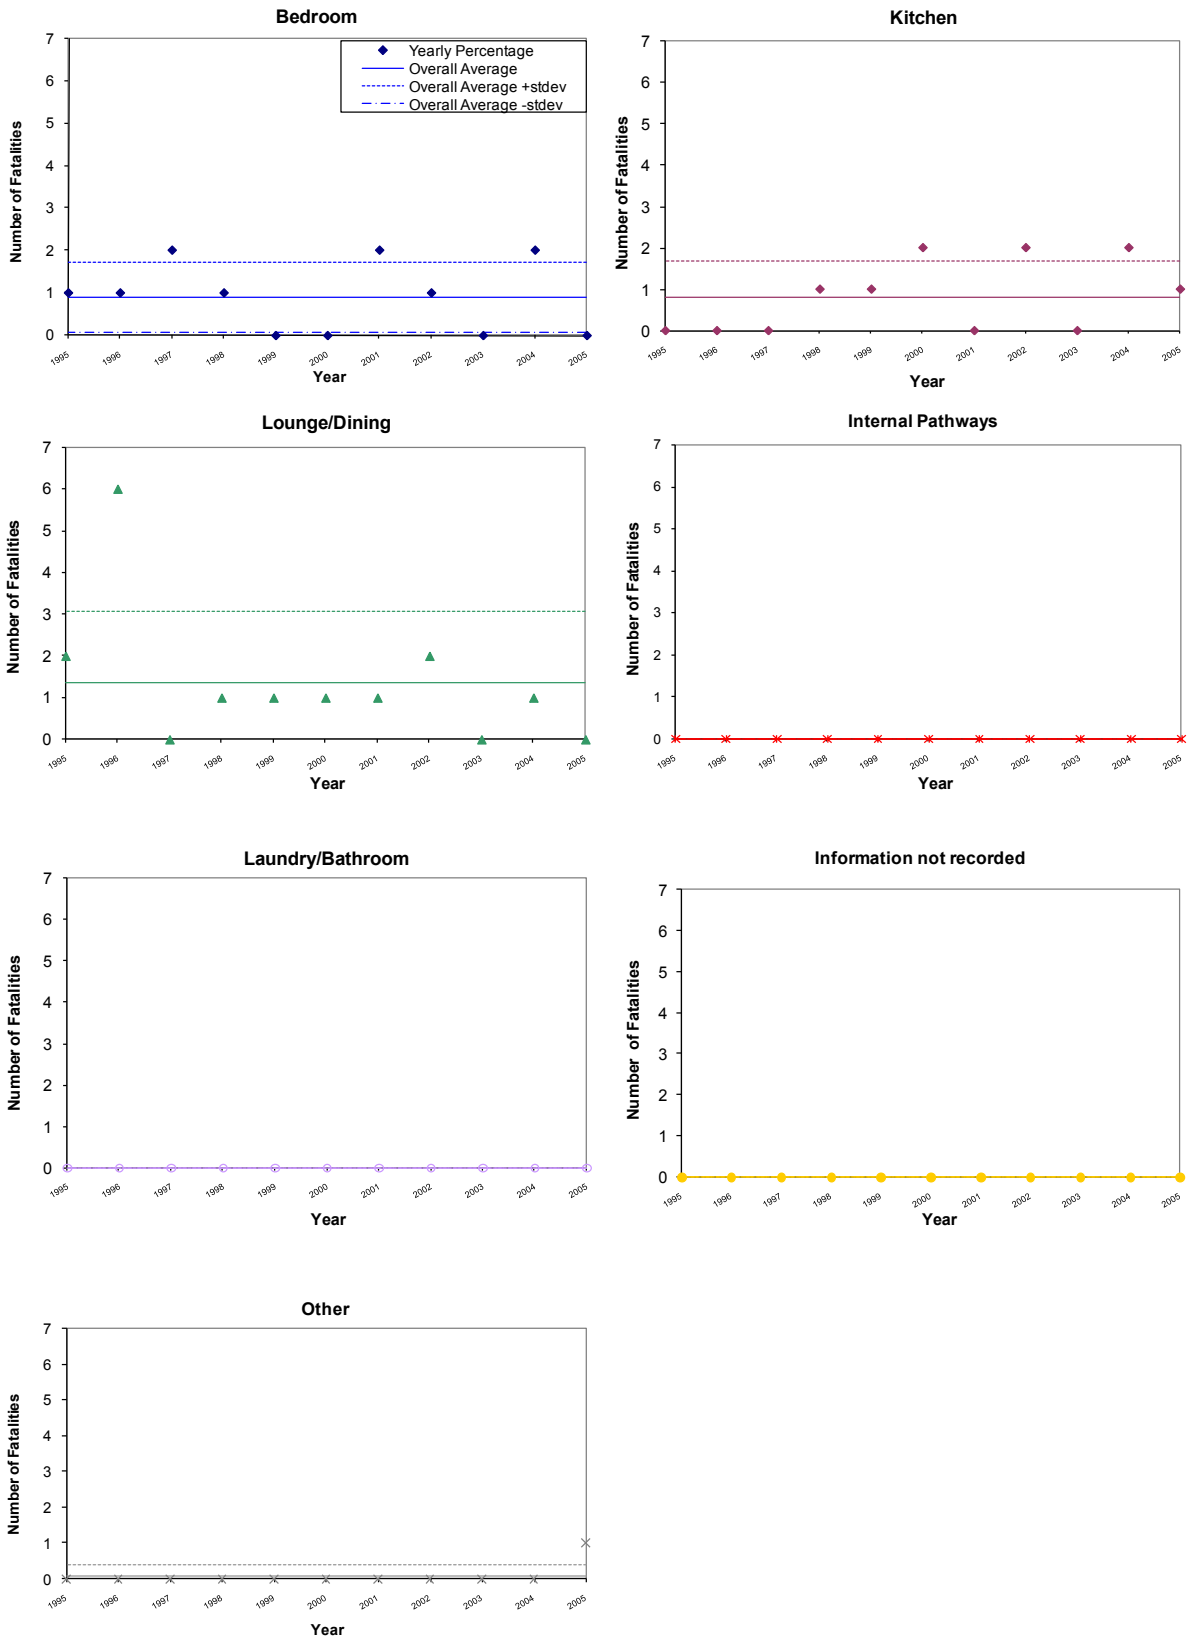 Bedroom
7
6
5
4
3
2
1
0
Number of Fatalities
Yearly Percentage
Overall Average
Overall Average +stdev
Overall Average -stdev
1995 1996 1997 1998 1999 2000 2001 2002 2003 2004 2005
Year
Kitchen
7
6
5
4
3
2
1
0
Number of Fatalities
1995 1996 1997 1998 1999 2000 2001 2002 2003 2004 2005
Year
Lounge/Dining
7
6
5
4
3
2
1
0
Number of Fatalities
1995 1996 1997 1998 1999 2000 2001 2002 2003 2004 2005
Year
Internal Pathways
7
6
5
4
3
2
1
0
Number of Fatalities
1995 1996 1997 1998 1999 2000 2001 2002 2003 2004 2005
Year
Laundry/Bathroom
7
6
5
4
3
2
1
0
Number of Fatalities
1995 1996 1997 1998 1999 2000 2001 2002 2003 2004 2005
Year
Information not recorded
7
6
5
4
3
2
1
0
Number of Fatalities
1995 1996 1997 1998 1999 2000 2001 2002 2003 2004 2005
Year
Other
7
6
5
4
3
2
1
0
Number of Fatalities
1995 1996 1997 1998 1999 2000 2001 2002 2003 2004 2005
Year